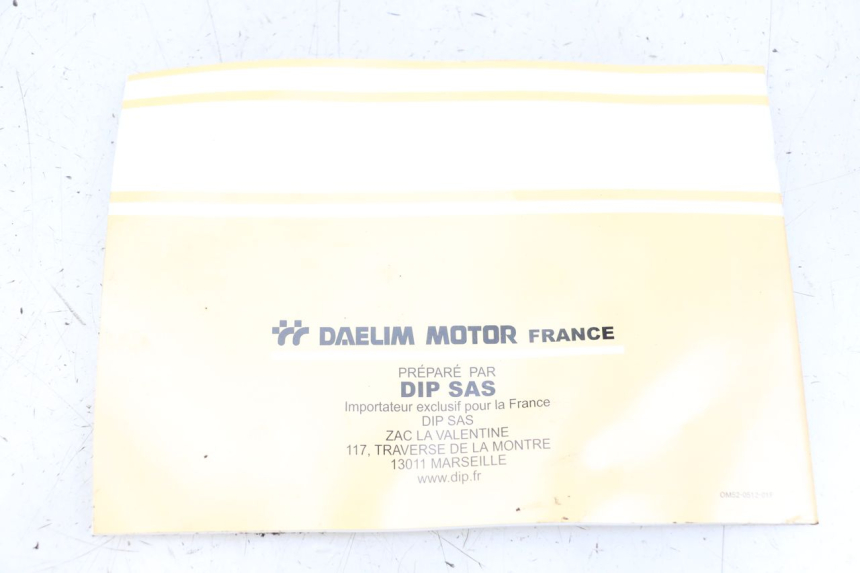 DAELIM MOTOR FRANCE
PRÉPARÉ PAR
DIP SAS
Importateur exclusif pour la France
DIP SAS
ZAC LA VALENTINE
117, TRAVERSE DE LA MONTRE
13011 MARSEILLE
www.dip.fr